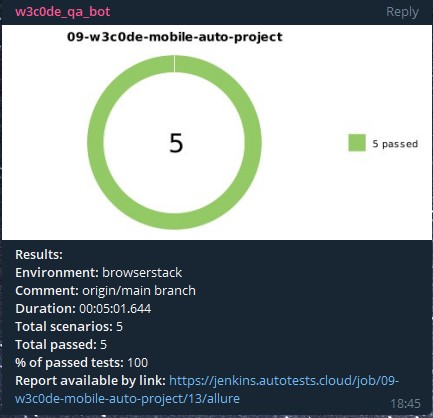 w3c0de_qa_bot Reply
09-w3c0de-mobile-auto-project
5
5 passed
Results:
Environment: browserstack
Comment: origin/main branch
Duration: 00:05:01.644
Total scenarios: 5
Total passed: 5
% of passed tests: 100
Report available by link: https://jenkins.autotests.cloud/job/09-
w3c0de-mobile-auto-project/13/allure
18:45